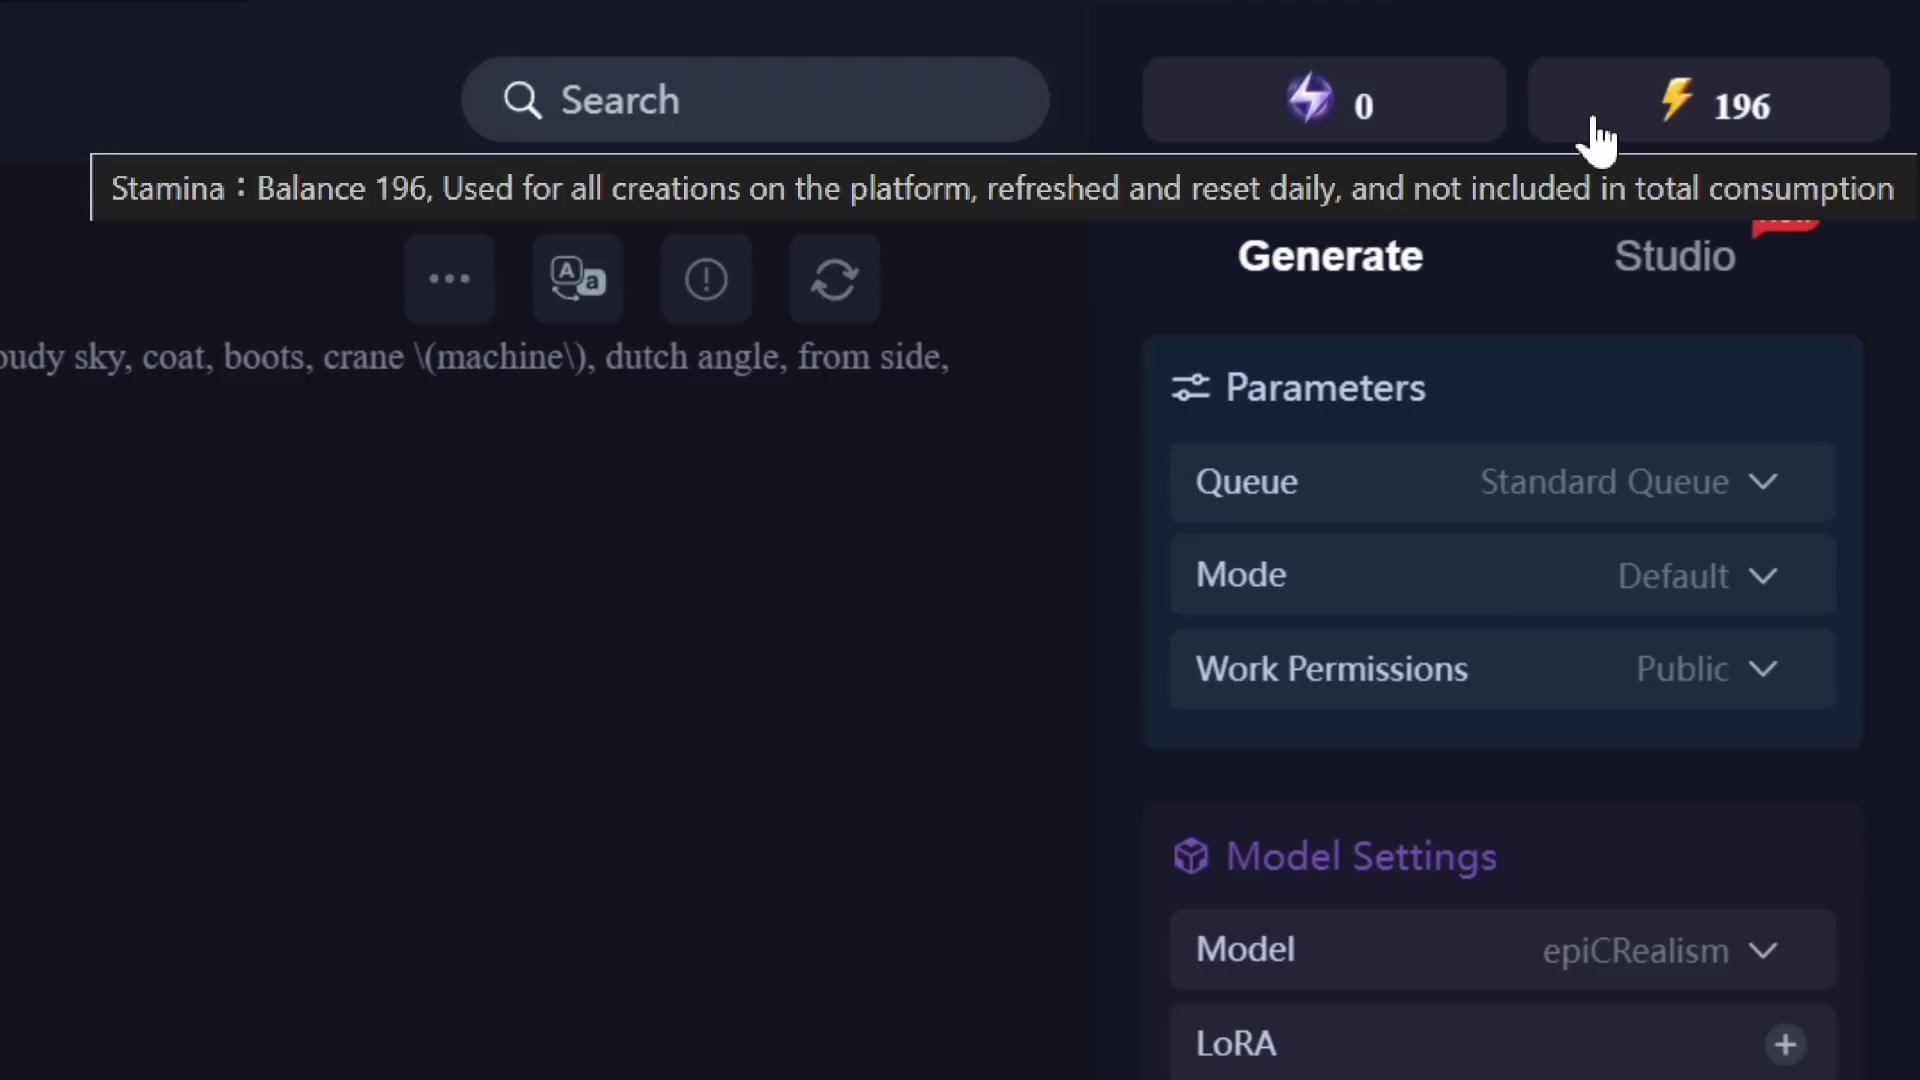 Search
0
196
Stamina：Balance 196, Used for all creations on the platform, refreshed and reset daily, and not included in total consumption
Generate
Studio
A a
oudy sky, coat, boots, crane \(machine\), dutch angle, from side,
Parameters
Queue Standard Queue
Mode Default
Work Permissions Public
Model Settings
Model epiCRealism
LoRA +